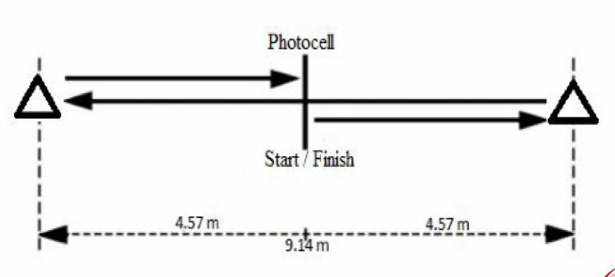 Photocell
Start / Finish
4.57 m
4.57 m
9.14 m